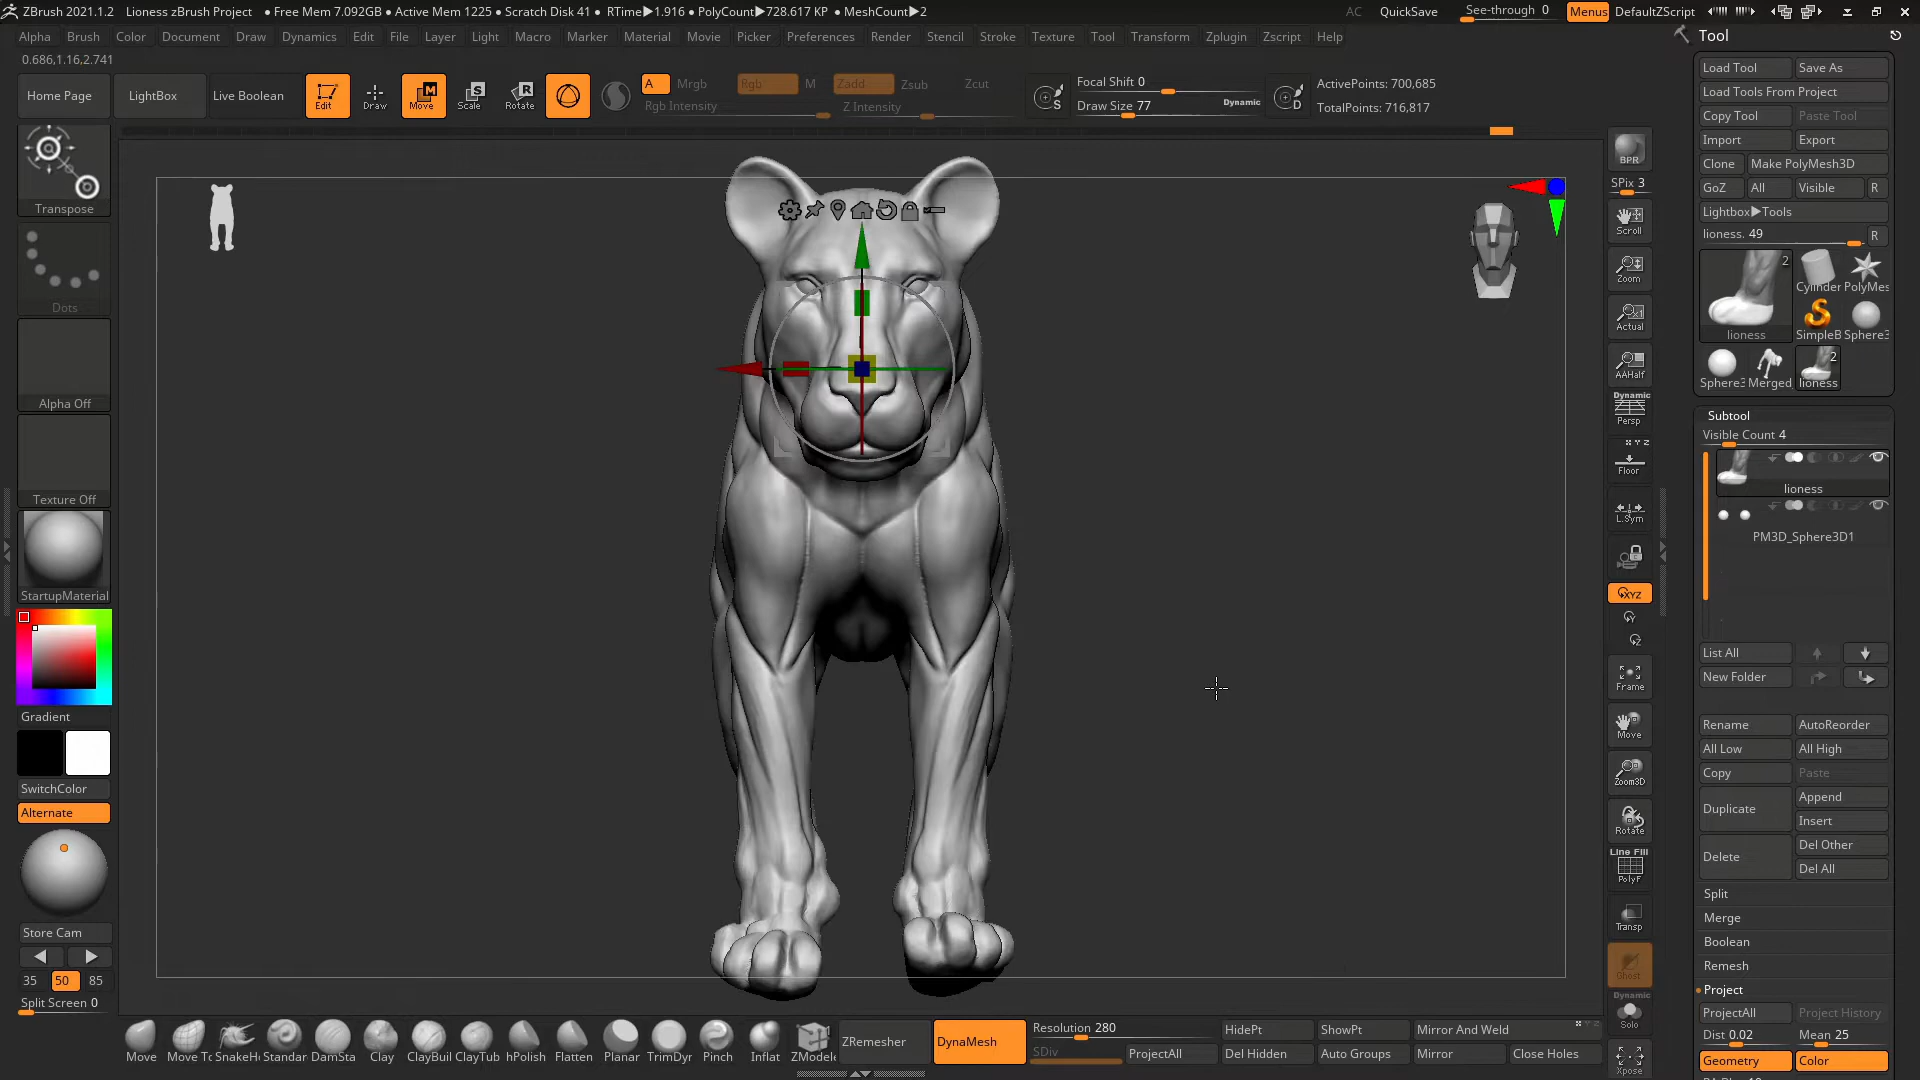 ZBrush 2021.1.2 Lioness zBrush Project • Free Mem 7.092GB • Active Mem 1225 • Scratch Disk 41 • RTime▶1.916 • PolyCount▶728.617 KP • MeshCount▶2 AC QuickSave See-through 0 Menus DefaultZScript
Alpha Brush Color Document Draw Dynamics Edit File Layer Light Macro Marker Material Movie Picker Preferences Render Stencil Stroke Texture Tool Transform Zplugin Zscript Help
0.686,1.16,2.741
Home Page LightBox Live Boolean Edit Draw Move Scale Rotate
A Mrgb Rgb M Zadd Zsub Zcut
Rgb Intensity Z Intensity
S Focal Shift 0
Draw Size 77 Dynamic
D ActivePoints: 700,685
TotalPoints: 716,817
Transpose
Dots
Alpha Off
Texture Off
StartupMaterial
Gradient
SwitchColor
Alternate
Store Cam
35 50 85
Split Screen 0
BPR
SPix 3
Scroll
Zoom
Actual
AAHalf
Dynamic
Persp
X Y Z
Floor
L.Sym
XYZ
Y
Z
Frame
Move
Zoom3D
Rotate
Line Fill
PolyF
Transp
Ghost
Dynamic
Solo
Xpose
Tool
Load Tool Save As
Load Tools From Project
Copy Tool Paste Tool
Import Export
Clone Make PolyMesh3D
GoZ All Visible R
Lightbox▶Tools
lioness. 49 R
2
Cylinder PolyMes
lioness SimpleB Sphere3
2
Sphere3 Merged lioness
Subtool
Visible Count 4
lioness
PM3D_Sphere3D1
List All
New Folder
Rename AutoReorder
All Low All High
Copy Paste
Duplicate Append
Insert
Delete Del Other
Del All
Split
Merge
Boolean
Remesh
Project
ProjectAll Project History
Dist 0.02 Mean 25
Geometry Color
Move Move To SnakeH Standar DamSta Clay ClayBuil ClayTub hPolish Flatten Planar TrimDyn Pinch Inflat ZModele
ZRemesher DynaMesh
Resolution 280 HidePt ShowPt Mirror And Weld
SDiv ProjectAll Del Hidden Auto Groups Mirror Close Holes